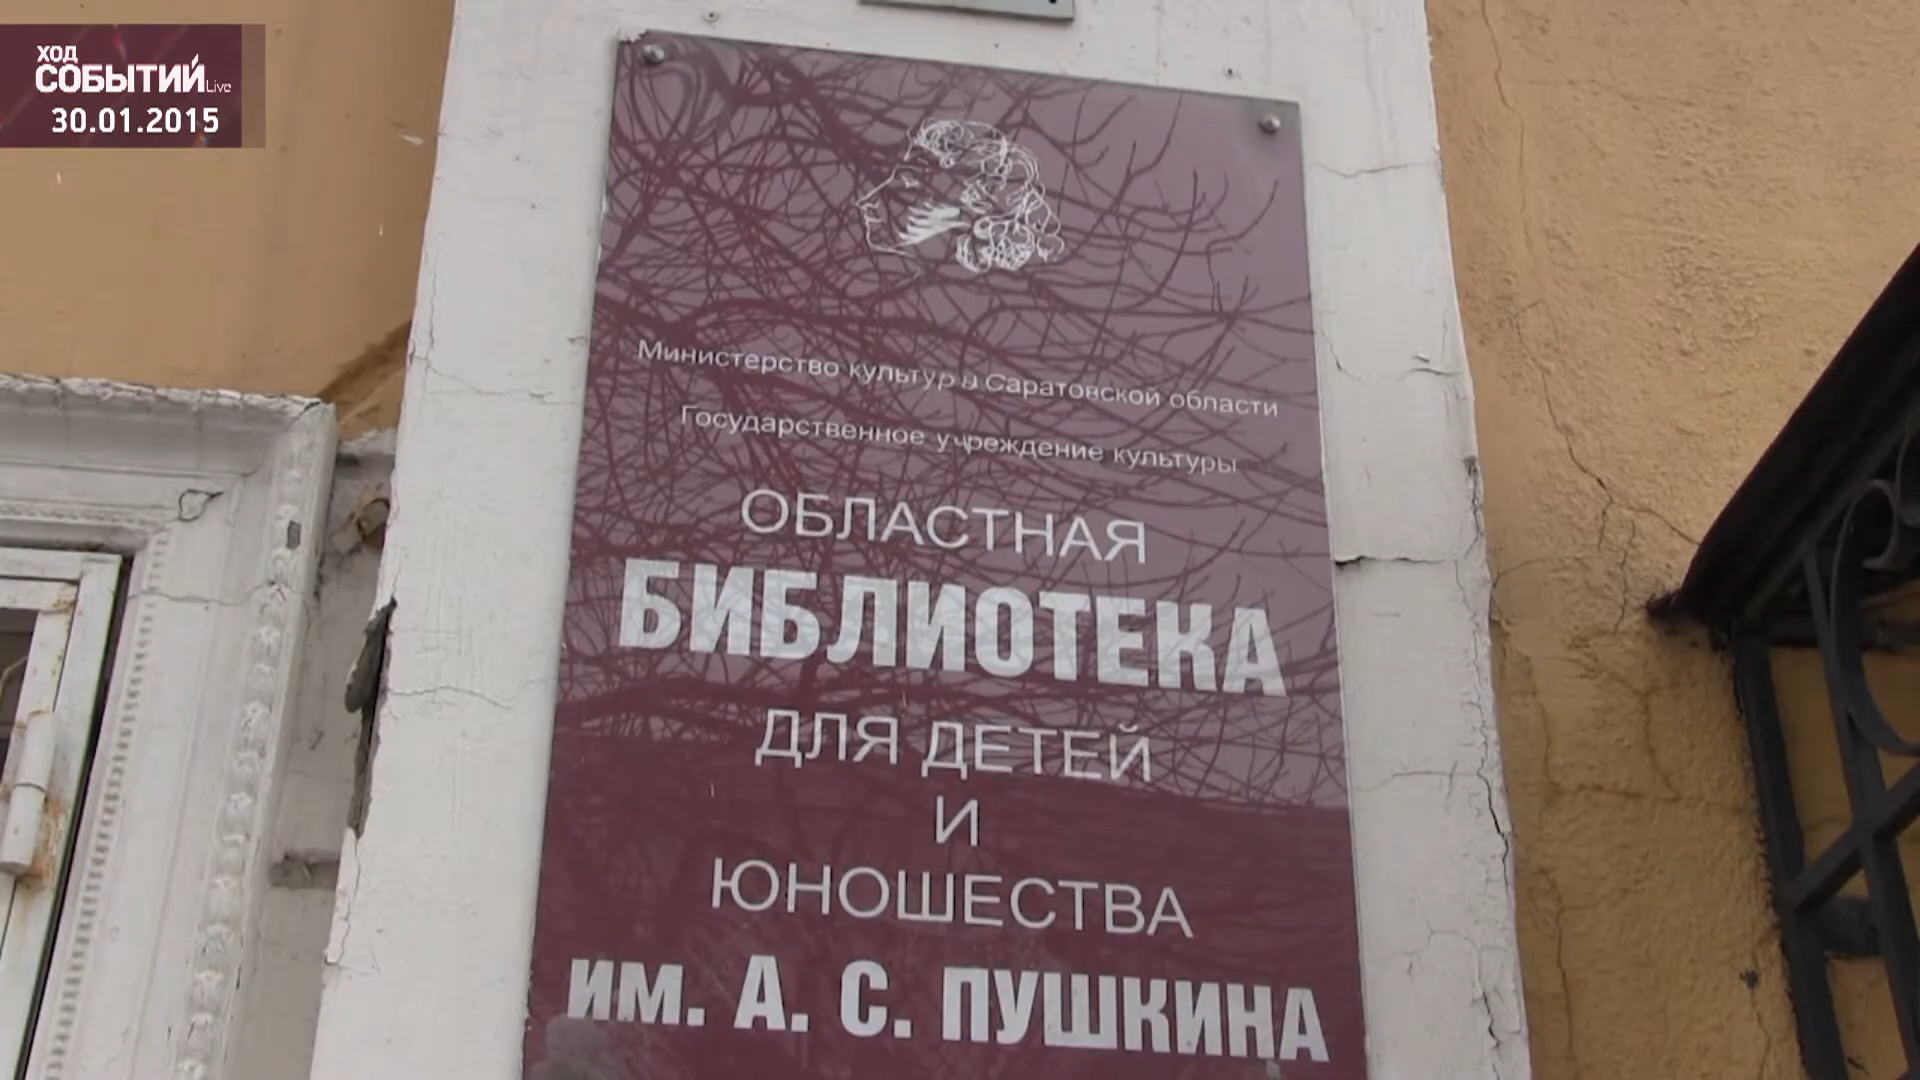 ХОД
СОБЫТИЙ Live
30.01.2015
Министерство культуры Саратовской области
Государственное учреждение культуры
ОБЛАСТНАЯ
БИБЛИОТЕКА
ДЛЯ ДЕТЕЙ
И
ЮНОШЕСТВА
им. А. С. ПУШКИНА